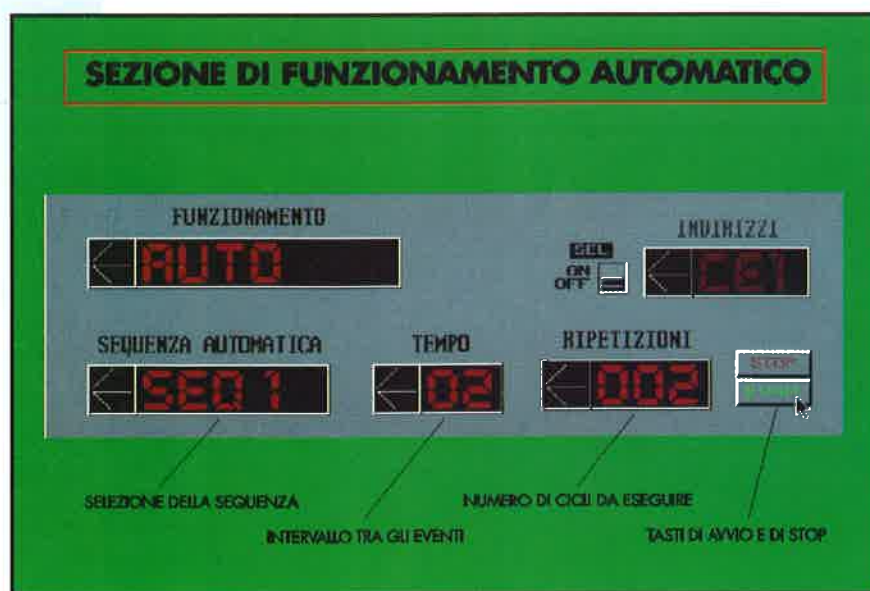 SEZIONE DI FUNZIONAMENTO AUTOMATICO
FUNZIONAMENTO
AUTO
INDIRIZZI
SEL
ON
OFF
CE1
SEQUENZA AUTOMATICA
TEMPO
RIPETIZIONI
SEQ 1
02
002
STOP
SELEZIONE DELLA SEQUENZA
NUMERO DI CICLI DA ESEGUIRE
INTERVALLO TRA GLI EVENTI
TASTI DI AVVIO E DI STOP